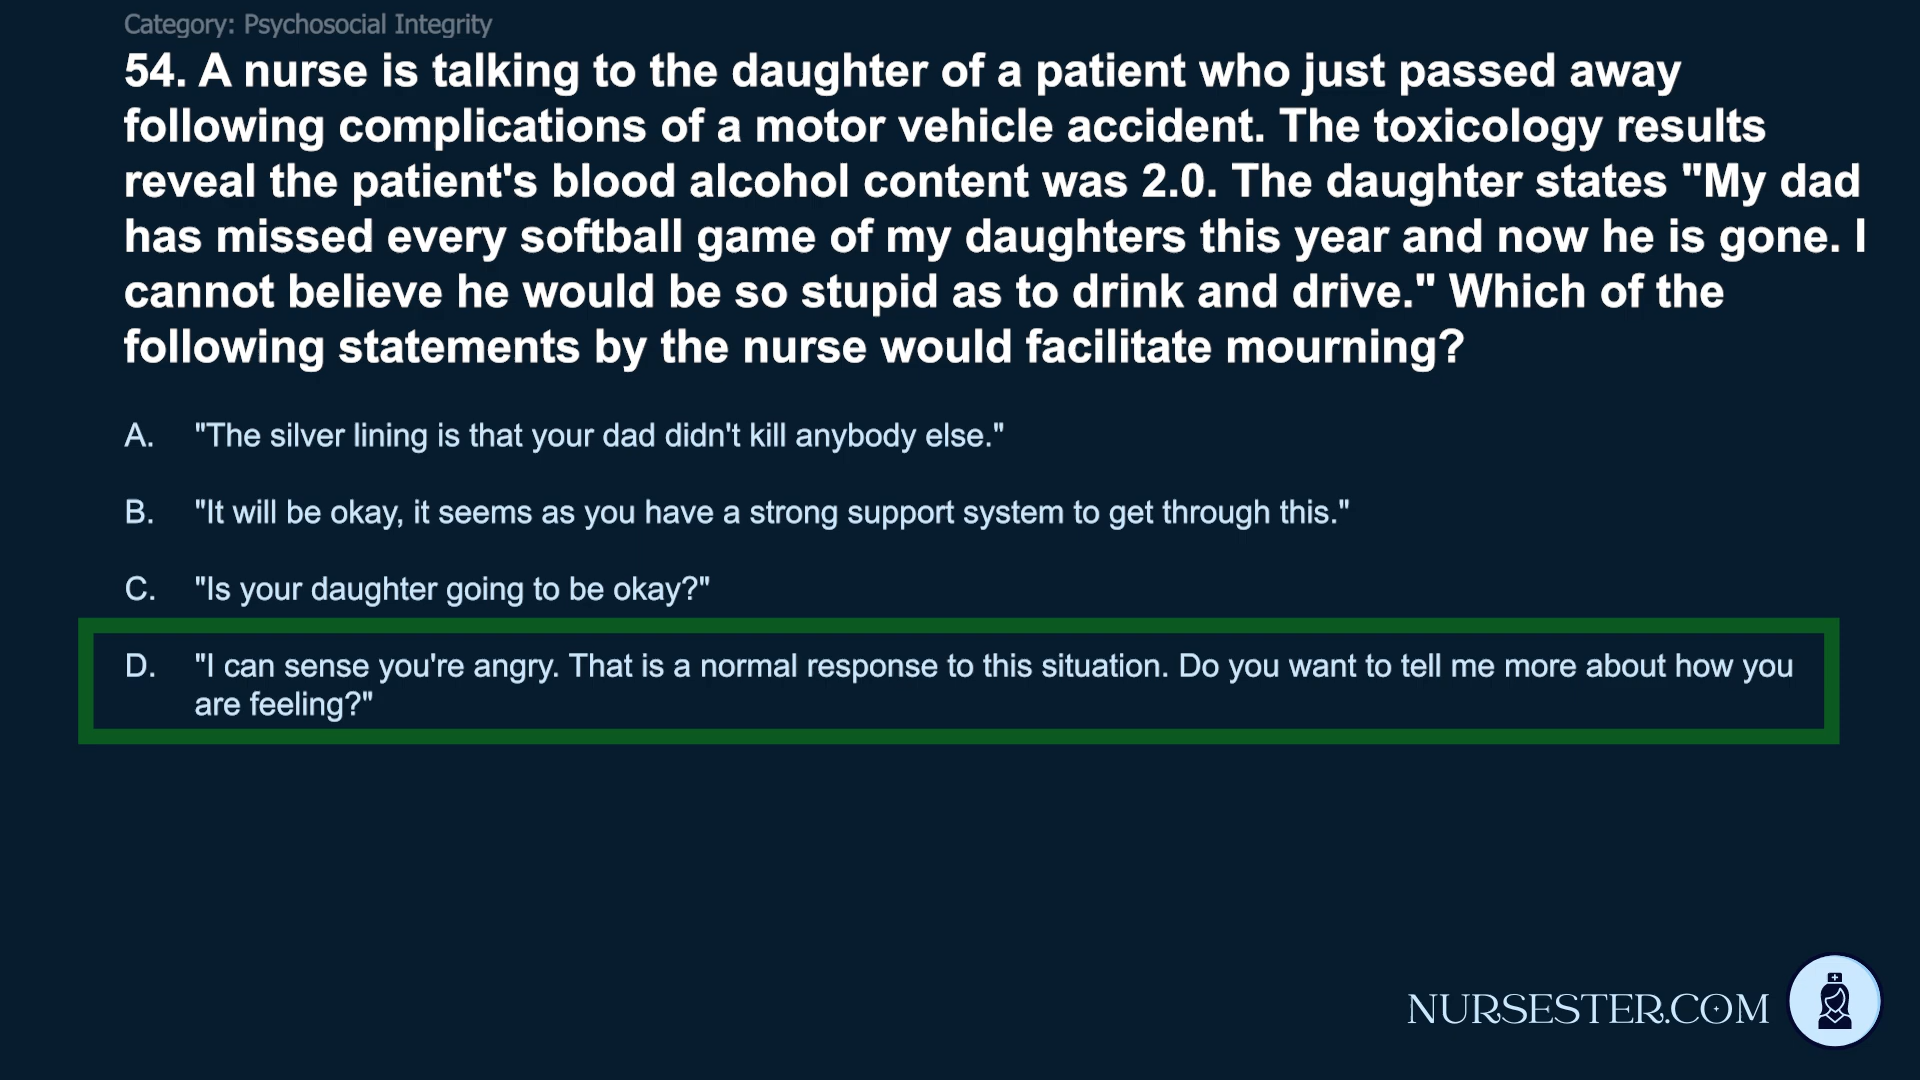 Category: Psychosocial Integrity
54. A nurse is talking to the daughter of a patient who just passed away
following complications of a motor vehicle accident. The toxicology results
reveal the patient's blood alcohol content was 2.0. The daughter states "My dad
has missed every softball game of my daughters this year and now he is gone. I
cannot believe he would be so stupid as to drink and drive." Which of the
following statements by the nurse would facilitate mourning?
A. "The silver lining is that your dad didn't kill anybody else."
B. "It will be okay, it seems as you have a strong support system to get through this."
C. "Is your daughter going to be okay?"
D. "I can sense you're angry. That is a normal response to this situation. Do you want to tell me more about how you
are feeling?"
NURSESTER.COM